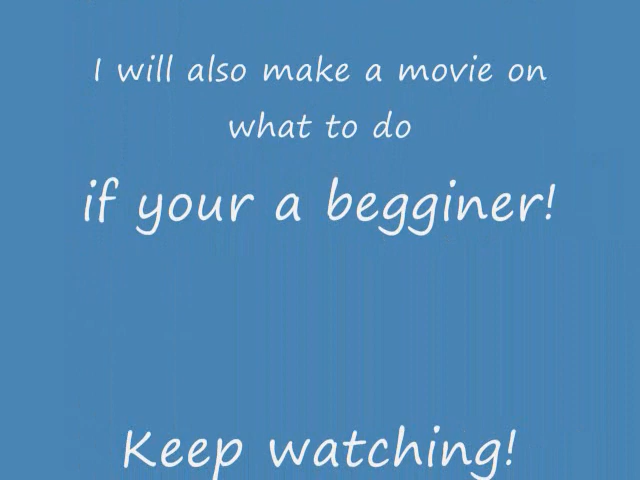 I will also make a movie on
what to do
if your a begginer!
Keep watching!